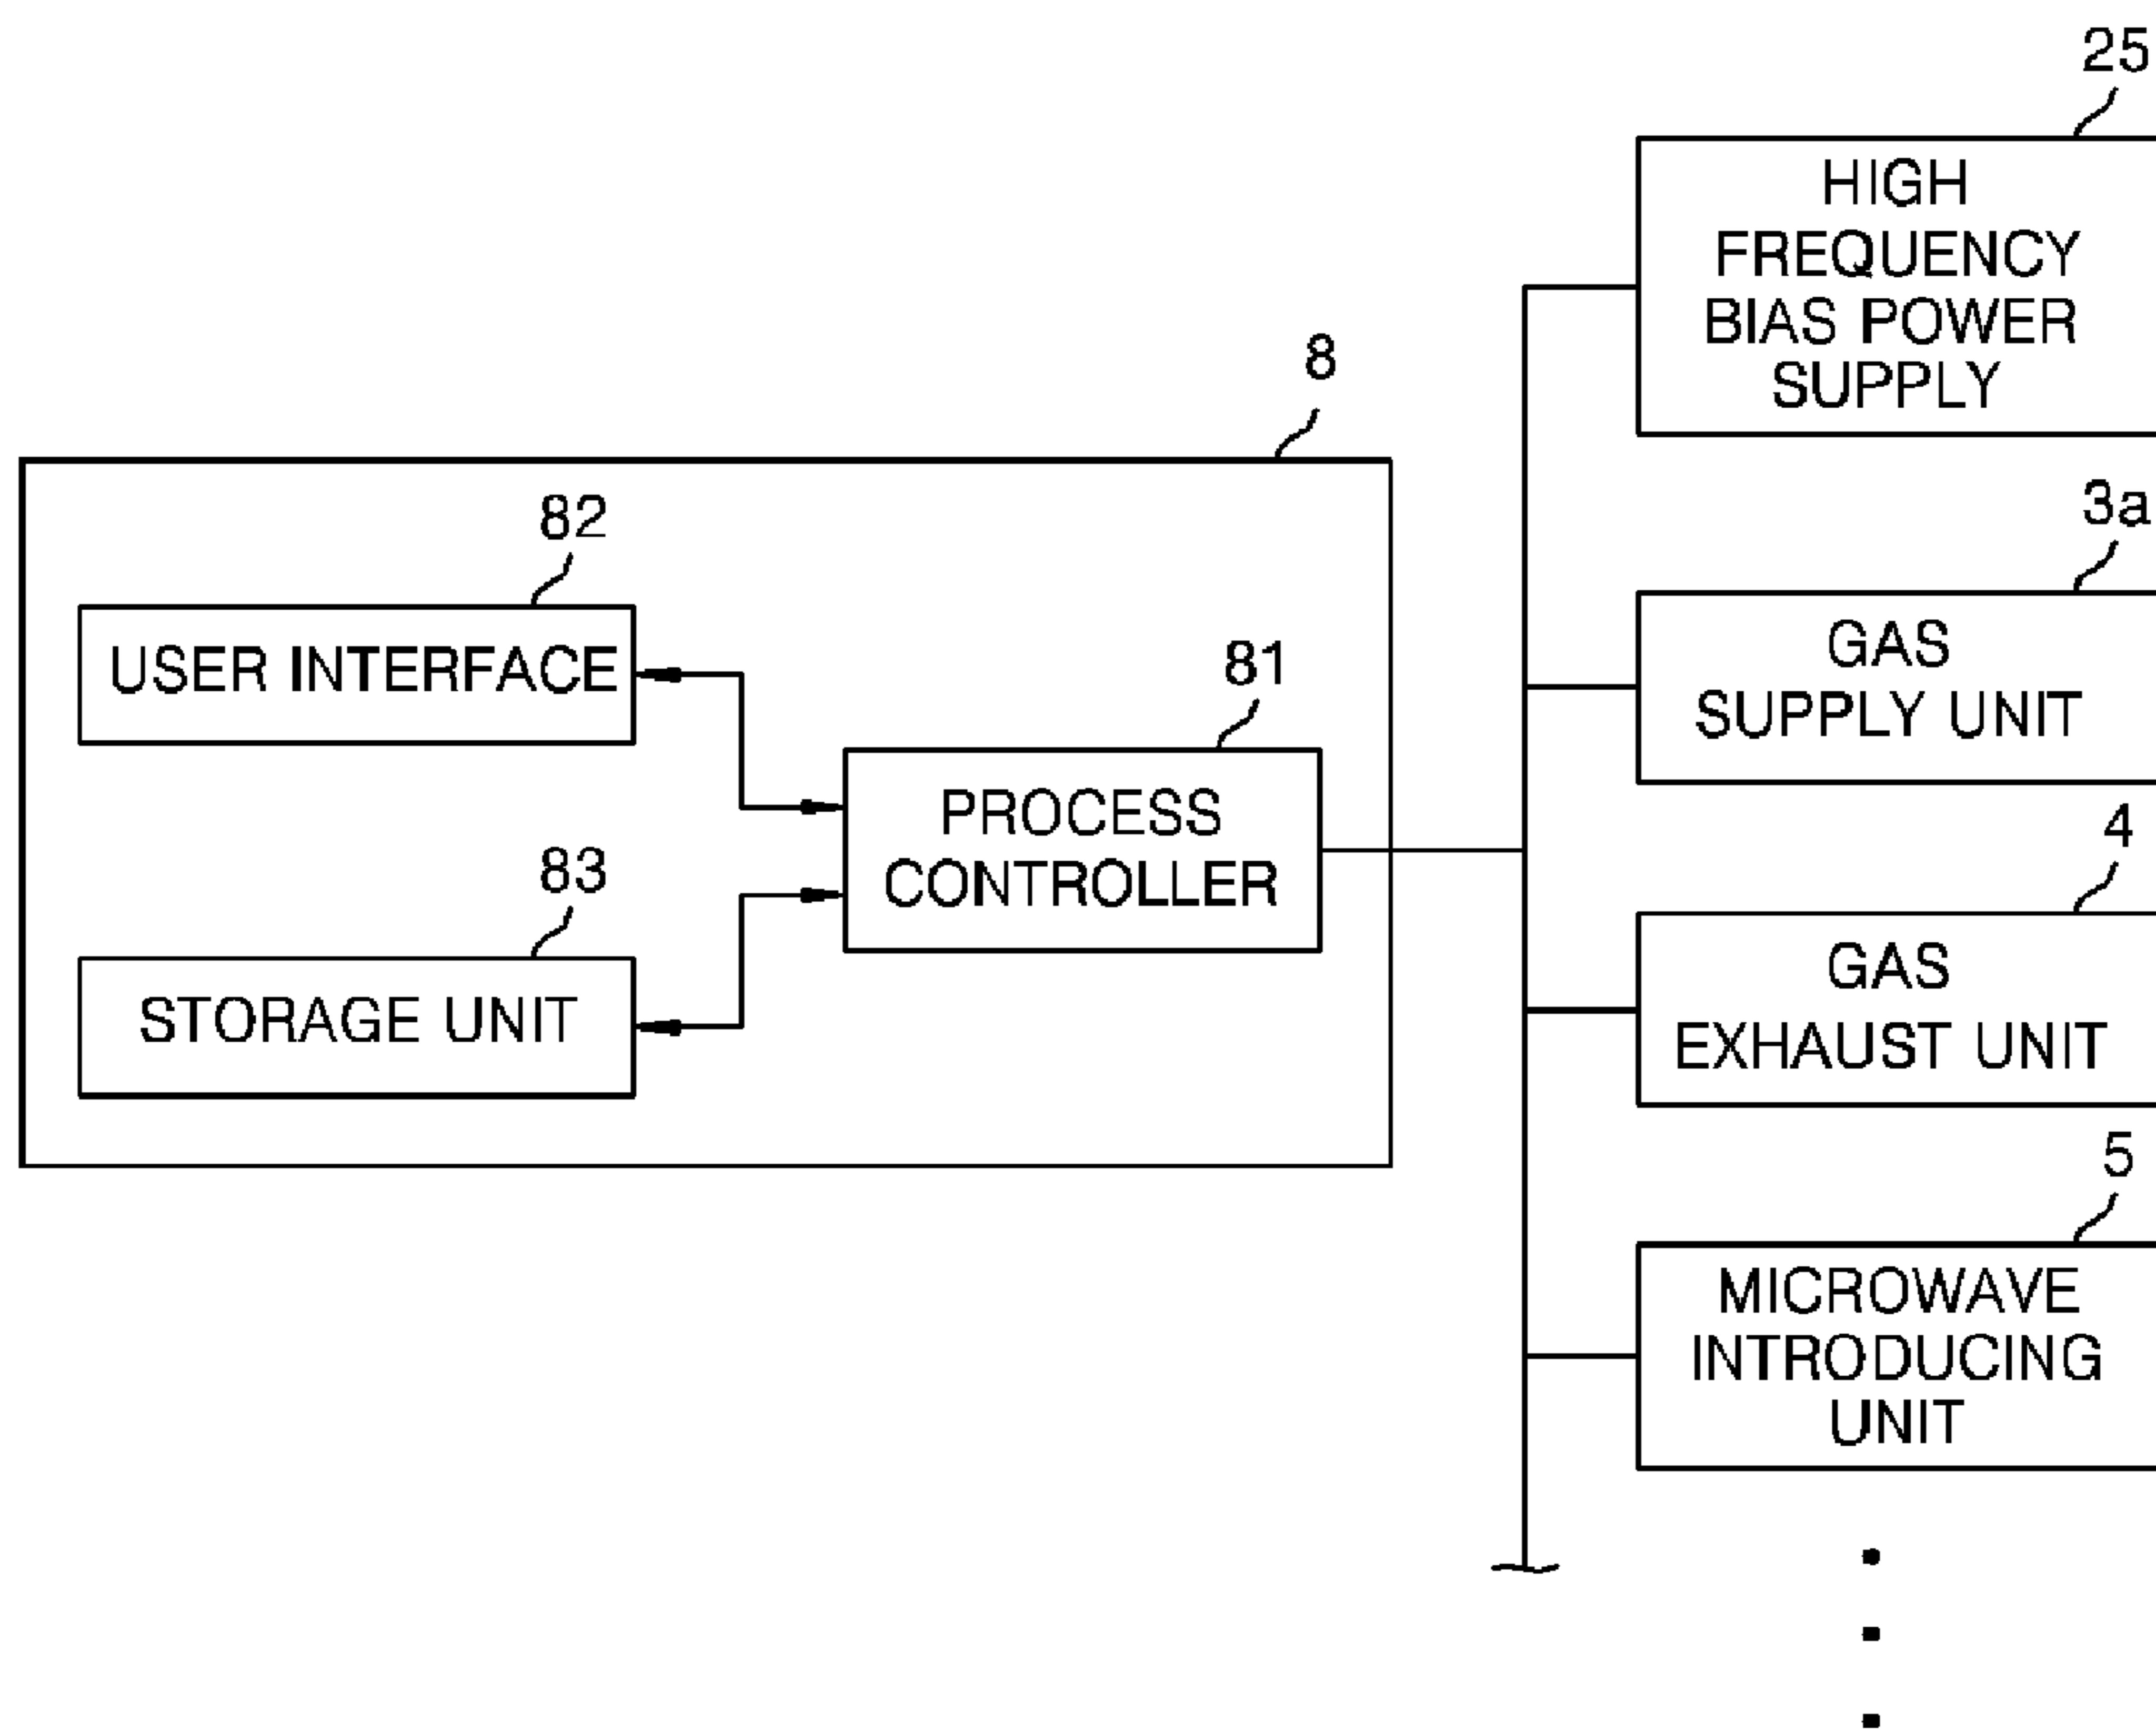 25
HIGH
FREQUENCY
BIAS POWER
SUPPLY
8
3a
82
GAS
SUPPLY UNIT
USER INTERFACE
81
PROCESS
CONTROLLER
4
83
GAS
EXHAUST UNIT
STORAGE UNIT
5
MICROWAVE
INTRODUCING
UNIT